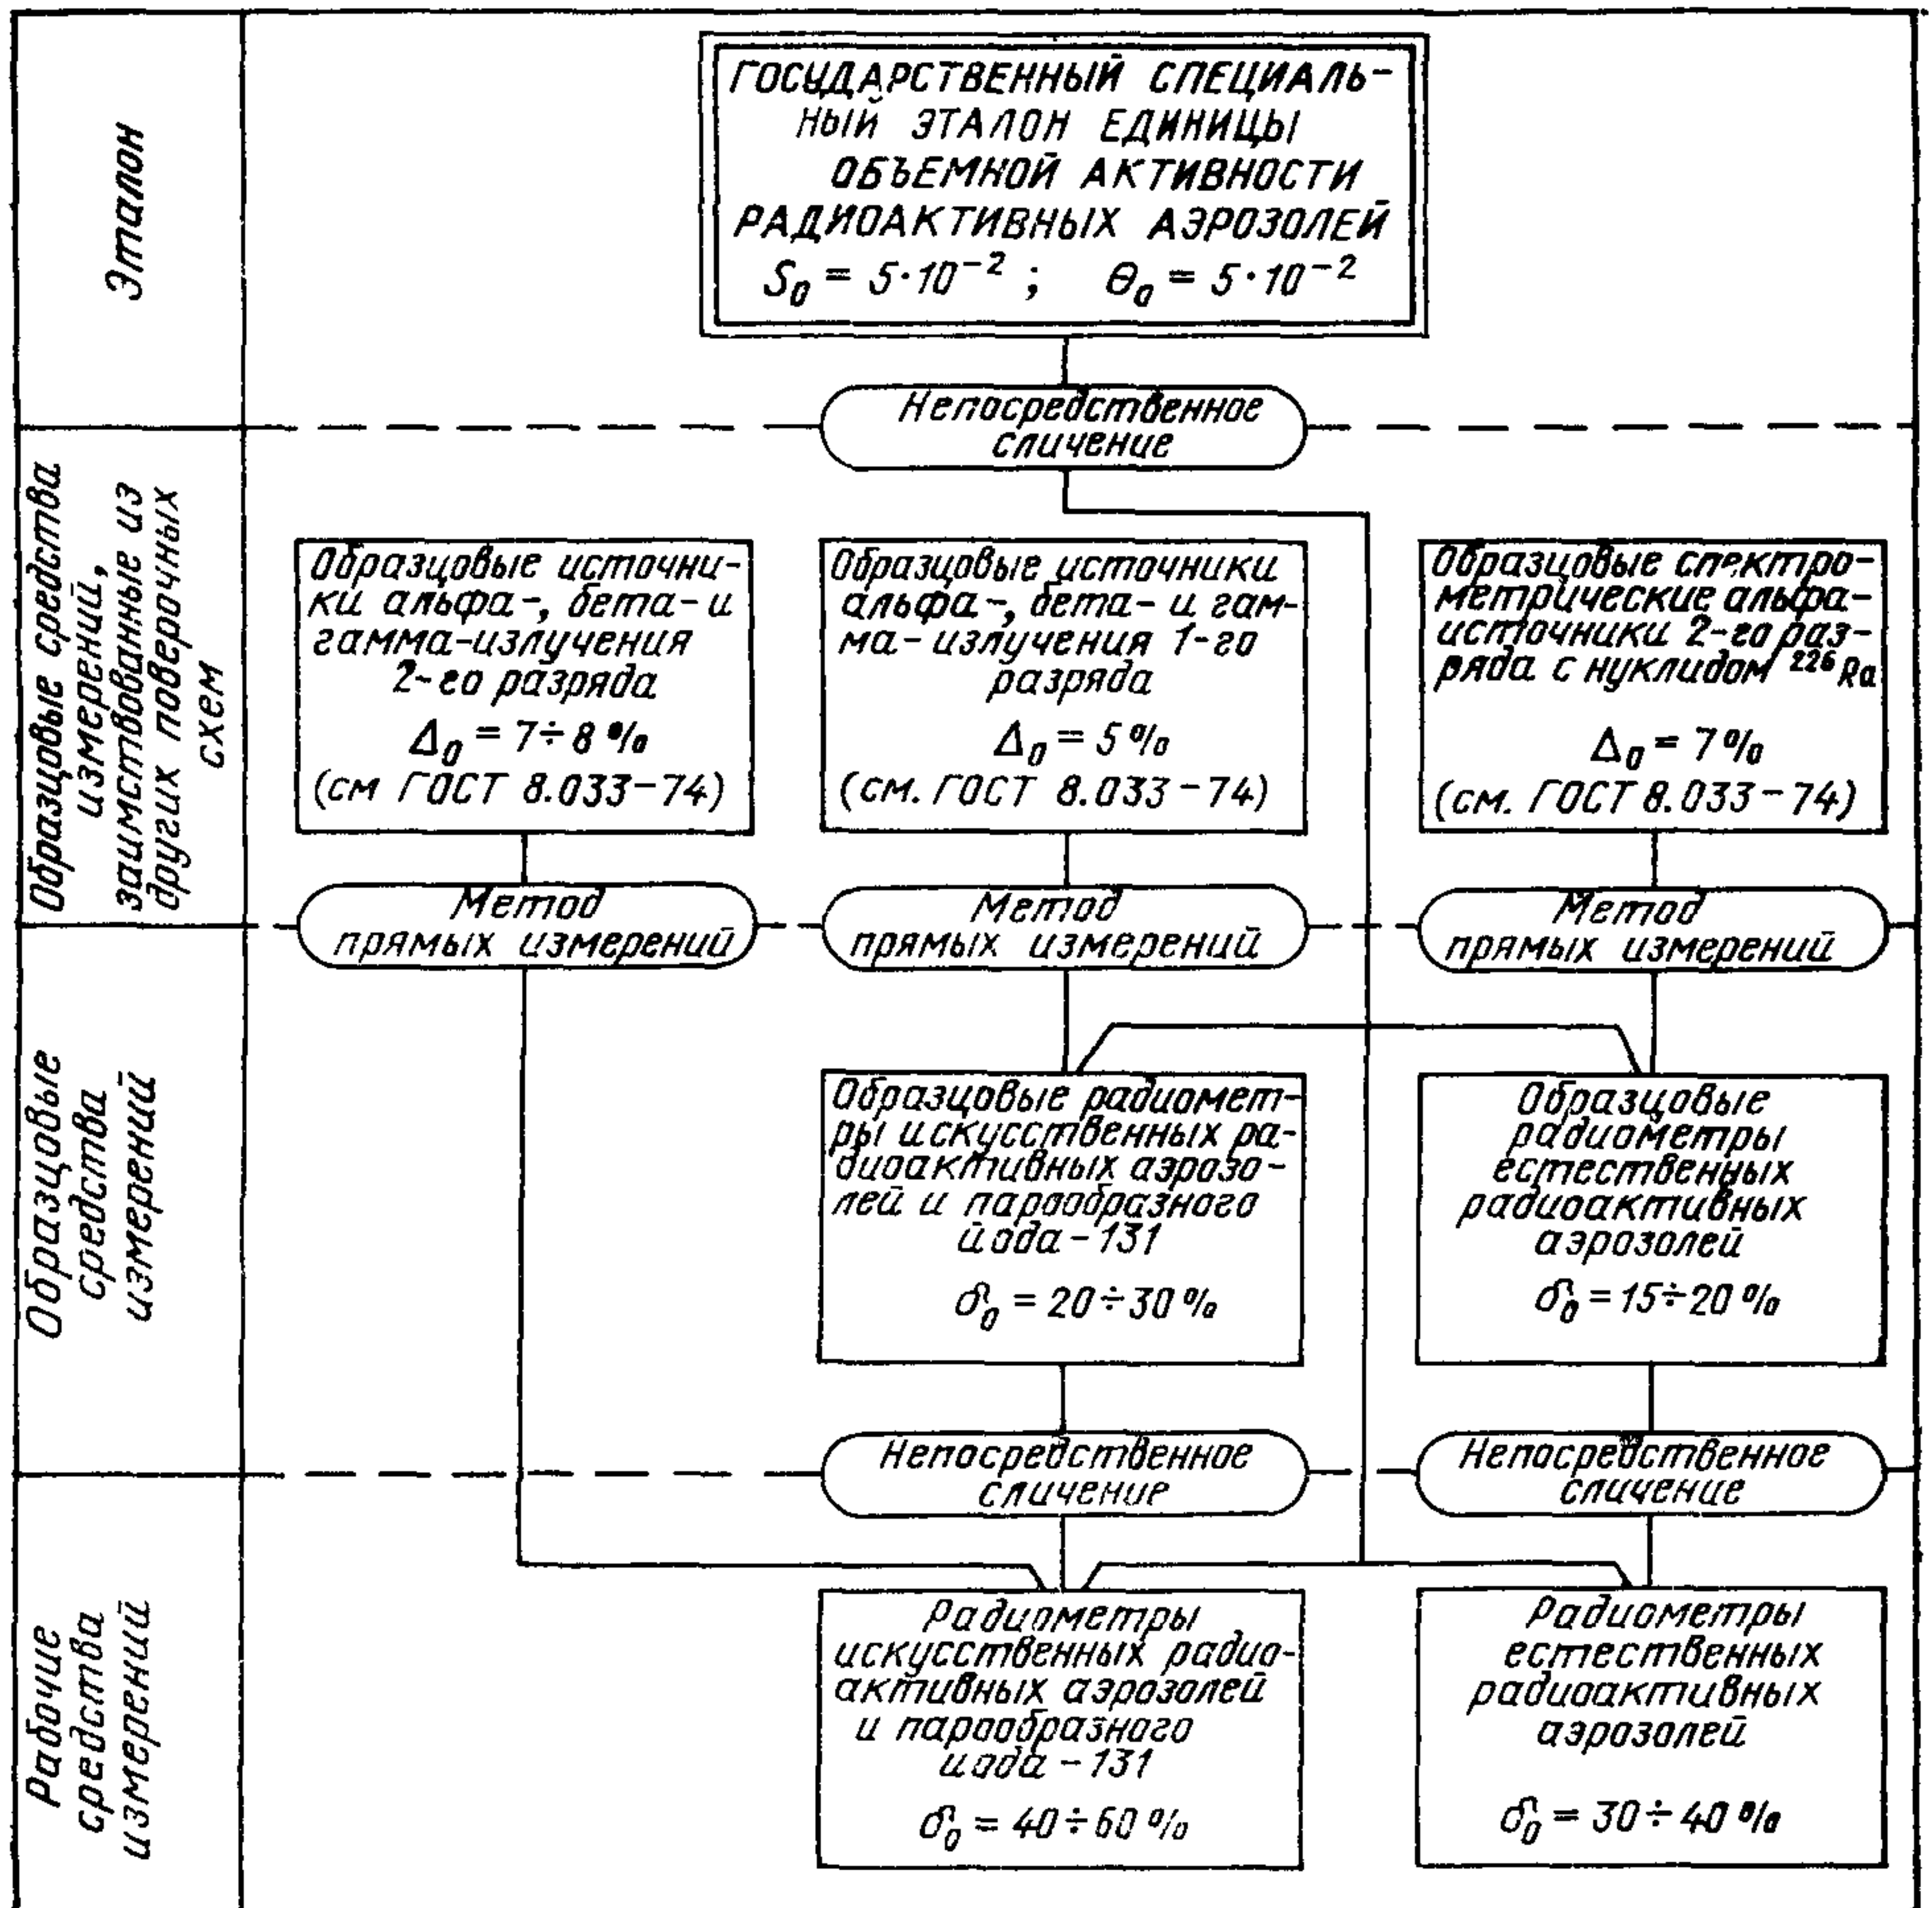 Эталон
ГОСУДАРСТВЕННЫЙ СПЕЦИАЛЬ-
НЫЙ ЭТАЛОН ЕДИНИЦЫ
ОБЪЕМНОЙ АКТИВНОСТИ
РАДИОАКТИВНЫХ АЭРОЗОЛЕЙ
S₀ = 5·10⁻² ; Θ₀ = 5·10⁻²
Непосредственное
сличение
Образцовые средства
измерений,
заимствованные из
других поверочных
схем
Образцовые источни-
ки альфа-, бета- и
гамма-излучения
2-го разряда
Δ₀ = 7÷8 %
(см ГОСТ 8.033-74)
Образцовые источники
альфа-, бета- и гам-
ма-излучения 1-го
разряда
Δ₀ = 5 %
(см. ГОСТ 8.033-74)
Образцовые спектро-
метрические альфа-
источники 2-го раз-
ряда с нуклидом ²²⁶Ra
Δ₀ = 7 %
(см. ГОСТ 8.033-74)
Метод
прямых измерений
Метод
прямых измерений
Метод
прямых измерений
Образцовые
средства
измерений
Образцовые радиомет-
ры искусственных ра-
диоактивных аэрозо-
лей и парообразного
йода-131
δ₀ = 20÷30 %
Образцовые
радиометры
естественных
радиоактивных
аэрозолей
δ₀ = 15÷20 %
Непосредственное
сличение
Непосредственное
сличение
Рабочие
средства
измерений
Радиометры
искусственных радио-
активных аэрозолей
и парообразного
иода-131
δ₀ = 40÷60 %
Радиометры
естественных
радиоактивных
аэрозолей
δ₀ = 30÷40 %